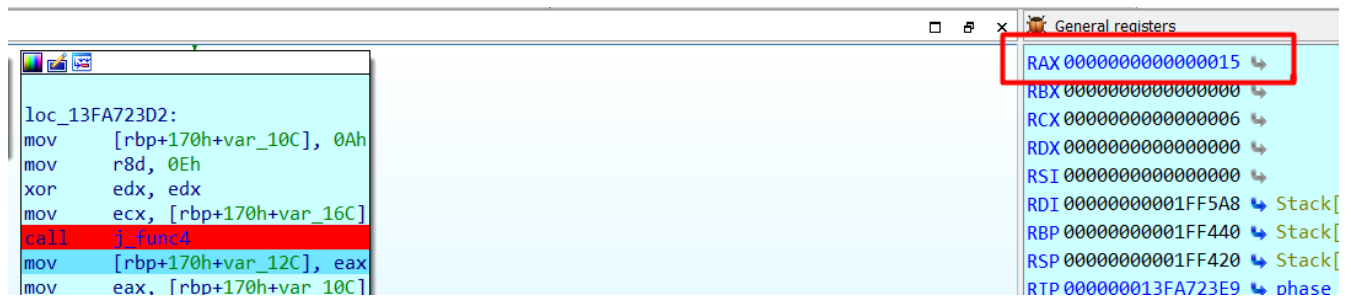 General registers
RAX 0000000000000015
RBX 0000000000000000
RCX 0000000000000006
RDX 0000000000000000
RSI 0000000000000000
RDI 00000000001FF5A8 Stack[
RBP 00000000001FF440 Stack[
RSP 00000000001FF420 Stack[
RIP 000000013FA723E9 phase
loc_13FA723D2:
mov [rbp+170h+var_10C], 0Ah
mov r8d, 0Eh
xor edx, edx
mov ecx, [rbp+170h+var_16C]
call j_func4
mov [rbp+170h+var_12C], eax
mov eax, [rbp+170h+var_10C]